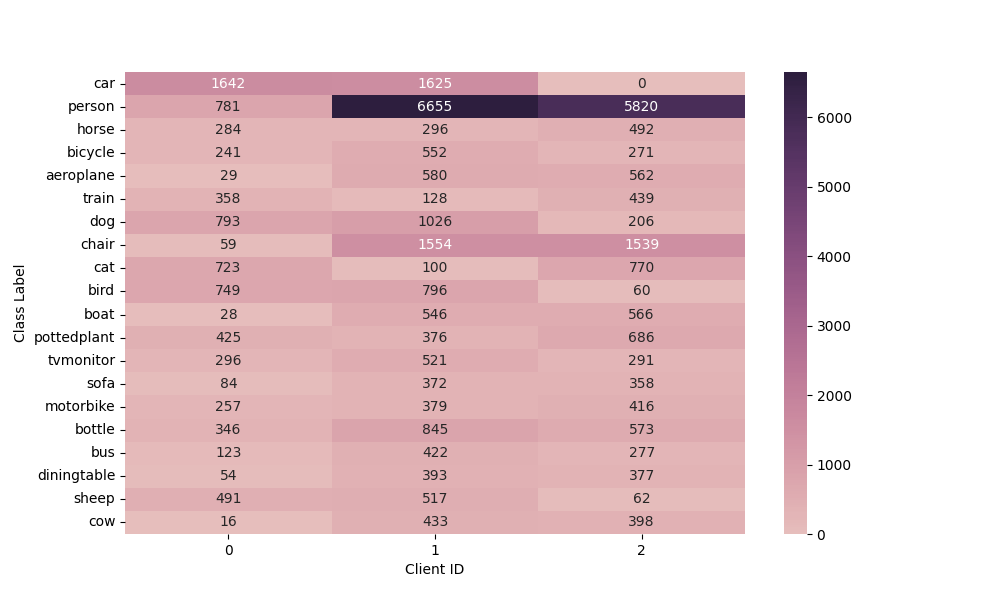 car 1642 1625 0
person 781 6655 5820
horse 284 296 492
bicycle 241 552 271
aeroplane 29 580 562
train 358 128 439
dog 793 1026 206
chair 59 1554 1539
cat 723 100 770
bird 749 796 60
boat 28 546 566
pottedplant 425 376 686
tvmonitor 296 521 291
sofa 84 372 358
motorbike 257 379 416
bottle 346 845 573
bus 123 422 277
diningtable 54 393 377
sheep 491 517 62
cow 16 433 398
0 1 2
Client ID
Class Label
6000
5000
4000
3000
2000
1000
0